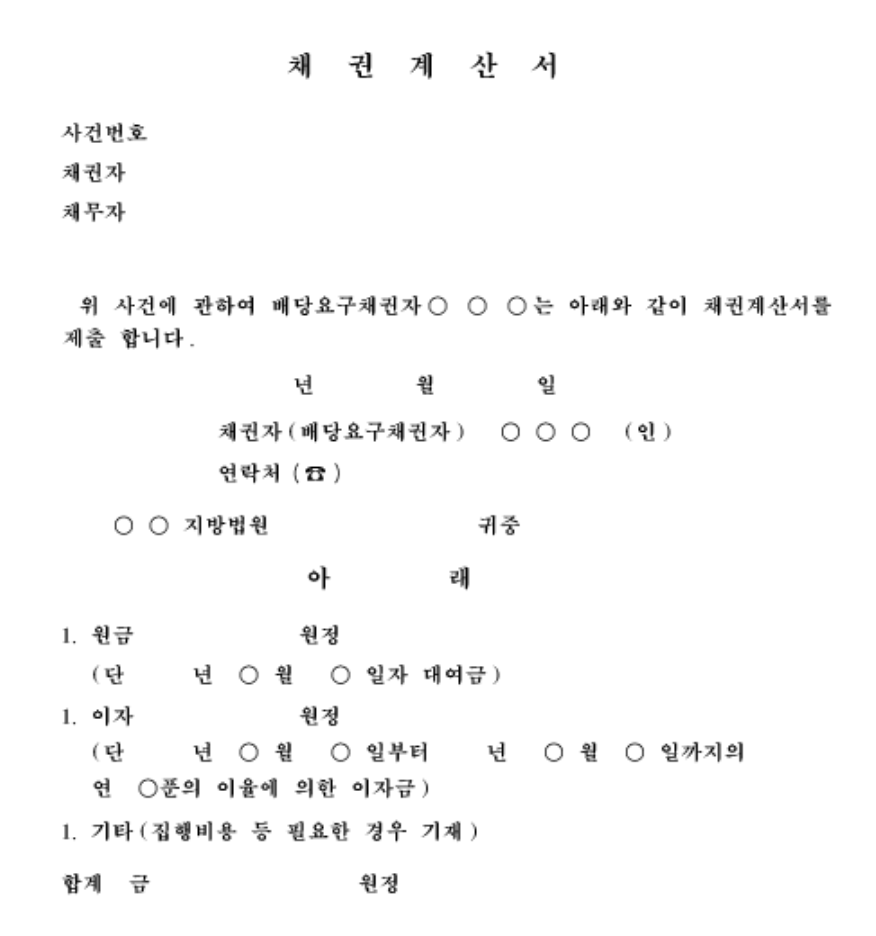 채 권 계 산 서
사건번호
채권자
채무자
위 사건에 관하여 배당요구채권자○ ○ ○는 아래와 같이 채권계산서를
제출 합니다.
년 월 일
채권자(배당요구채권자) ○ ○ ○ (인)
연락처 (☎)
○ ○ 지방법원 귀중
아 래
1. 원금 원정
(단 년 ○ 월 ○ 일자 대여금)
1. 이자 원정
(단 년 ○ 월 ○ 일부터 년 ○ 월 ○ 일까지의
연 ○푼의 이율에 의한 이자금)
1. 기타(집행비용 등 필요한 경우 기재)
합계 금 원정